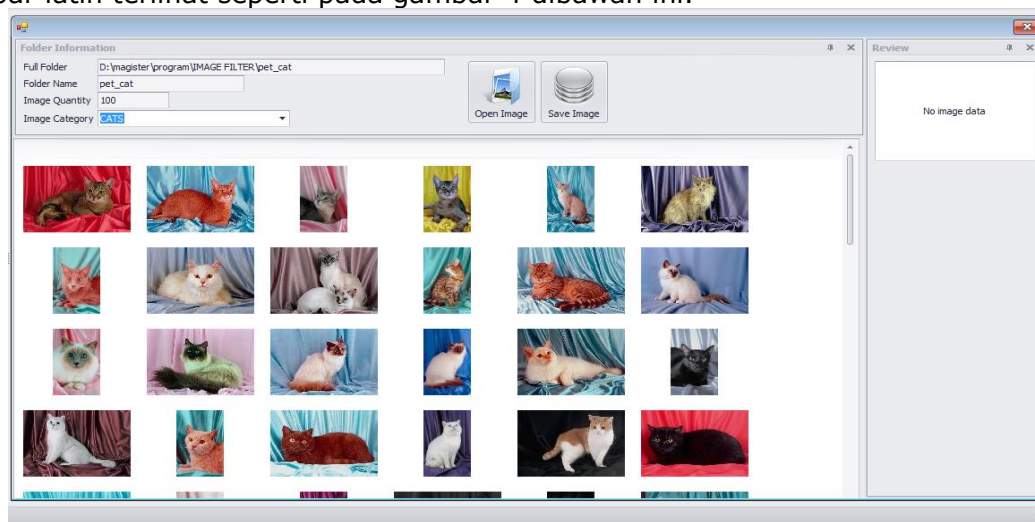 latih terlihat seperti pada gambar 4 dibawah ini.
Folder Information
Full Folder D:\magister\program\IMAGE FILTER\pet_cat
Folder Name pet_cat
Image Quantity 100
Image Category CATS
Open Image Save Image
Review
No image data